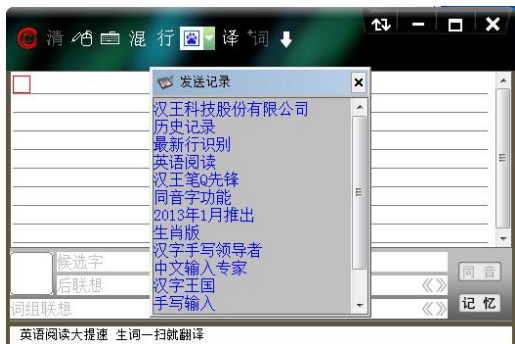 清 混 行 译 词
发送记录
汉王科技股份有限公司
历史记录
最新行识别
英语阅读
汉王笔Q先锋
同音字功能
2013年1月推出
生肖版
汉字手写领导者
中文输入专家
汉字王国
手写输入
候选字
后联想
同音
词组联想
记忆
英语阅读大提速 生词一扫就翻译